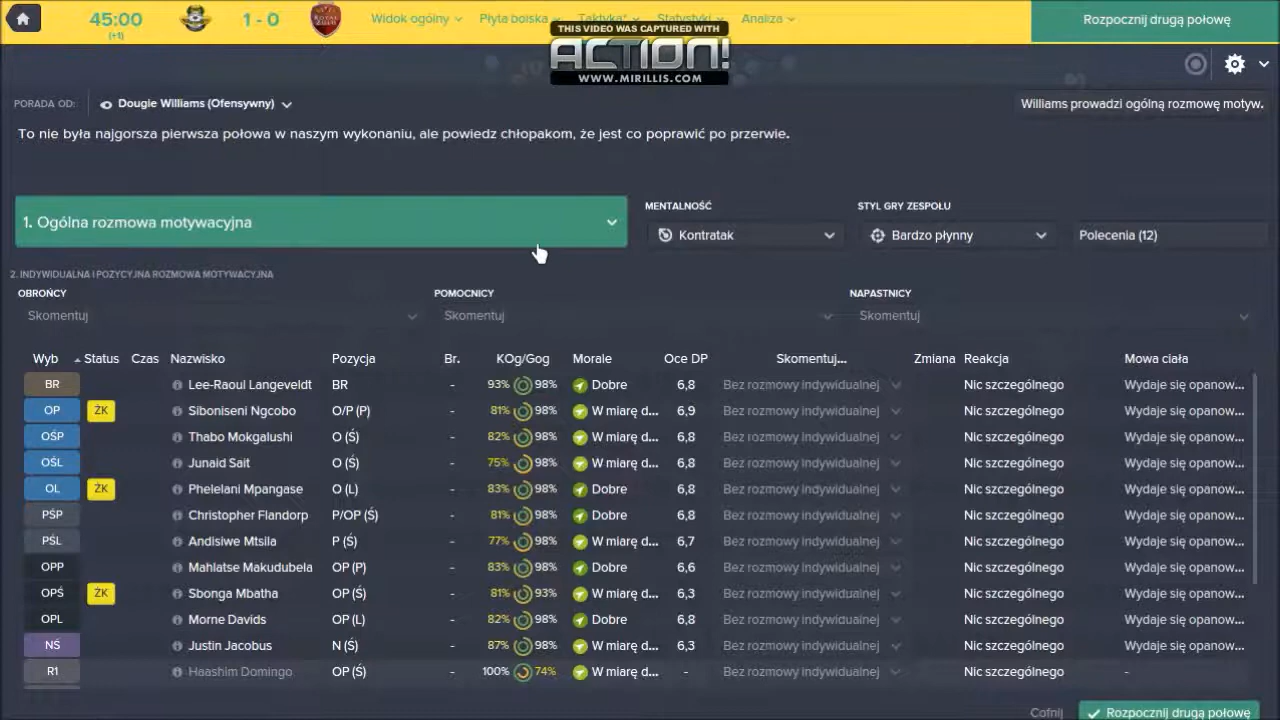 45:00
(+1)
1 - 0
ROYAL
Widok ogólny
Płyta boiska
Taktyka*
Statystyki
Analiza
Rozpocznij drugą połowę
THIS VIDEO WAS CAPTURED WITH
ACTION!
WWW.MIRILLIS.COM
PORADA OD:
Dougie Williams (Ofensywny)
Williams prowadzi ogólną rozmowę motyw.
To nie była najgorsza pierwsza połowa w naszym wykonaniu, ale powiedz chłopakom, że jest co poprawić po przerwie.
1. Ogólna rozmowa motywacyjna
MENTALNOŚĆ
Kontratak
STYL GRY ZESPOŁU
Bardzo płynny
Polecenia (12)
2. INDYWIDUALNA I POZYCYJNA ROZMOWA MOTYWACYJNA
OBROŃCY
POMOCNICY
NAPASTNICY
Skomentuj
Skomentuj
Skomentuj
Wyb Status Czas Nazwisko Pozycja Br. KOg/Gog Morale Oce DP Skomentuj... Zmiana Reakcja Mowa ciała
BR Lee-Raoul Langeveldt BR - 93% 98% Dobre 6,8 Bez rozmowy indywidualnej Nic szczególnego Wydaje się opanow...
OP ŻK Siboniseni Ngcobo O/P (P) - 81% 98% W miarę d... 6,9 Bez rozmowy indywidualnej Nic szczególnego Wydaje się opanow...
OŚP Thabo Mokgalushi O (Ś) - 82% 98% W miarę d... 6,8 Bez rozmowy indywidualnej Nic szczególnego Wydaje się opanow...
OŚL Junaid Sait O (Ś) - 75% 98% W miarę d... 6,8 Bez rozmowy indywidualnej Nic szczególnego Wydaje się opanow...
OL ŻK Phelelani Mpangase O (L) - 83% 98% Dobre 6,8 Bez rozmowy indywidualnej Nic szczególnego Wydaje się opanow...
PŚP Christopher Flandorp P/OP (Ś) - 81% 98% Dobre 6,8 Bez rozmowy indywidualnej Nic szczególnego Wydaje się opanow...
PŚL Andisiwe Mtsila P (Ś) - 77% 98% W miarę d... 6,7 Bez rozmowy indywidualnej Nic szczególnego Wydaje się opanow...
OPP Mahlatse Makudubela OP (P) - 83% 98% Dobre 6,6 Bez rozmowy indywidualnej Nic szczególnego Wydaje się opanow...
OPŚ ŻK Sbonga Mbatha OP (Ś) - 81% 93% W miarę d... 6,3 Bez rozmowy indywidualnej Nic szczególnego Wydaje się opanow...
OPL Morne Davids OP (L) - 82% 98% Dobre 6,8 Bez rozmowy indywidualnej Nic szczególnego Wydaje się opanow...
NŚ Justin Jacobus N (Ś) - 87% 98% W miarę d... 6,3 Bez rozmowy indywidualnej Nic szczególnego Wydaje się opanow...
R1 Haashim Domingo OP (Ś) 100% 74% W miarę d... - Bez rozmowy indywidualnej Nic szczególnego -
Cofnij
Rozpocznij drugą połowę